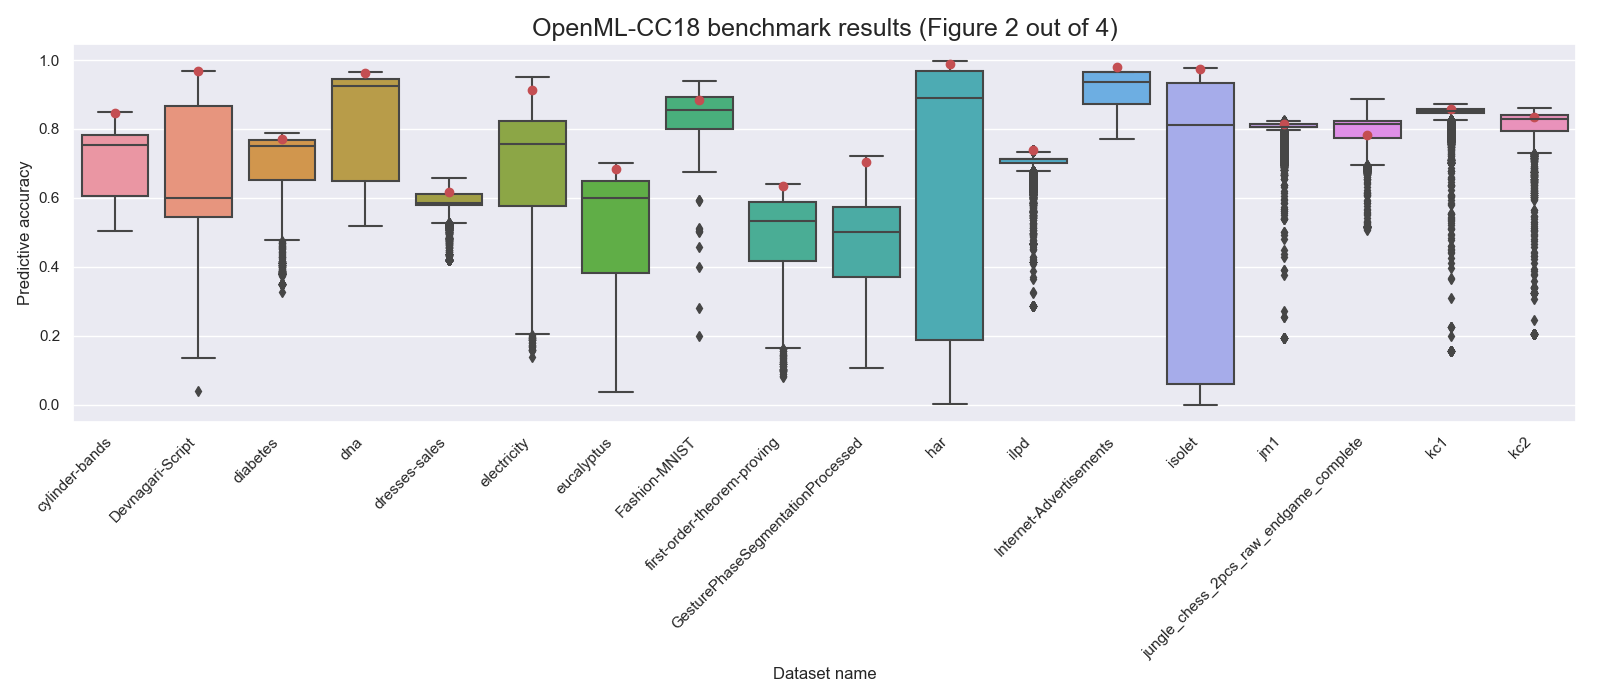 OpenML-CC18 benchmark results (Figure 2 out of 4)
Predictive accuracy
1.0
0.8
0.6
0.4
0.2
0.0
cylinder-bands
Devnagari-Script
diabetes
dna
dresses-sales
electricity
eucalyptus
Fashion-MNIST
first-order-theorem-proving
GesturePhaseSegmentationProcessed
har
ilpd
Internet-Advertisements
isolet
jm1
jungle_chess_2pcs_raw_endgame_complete
kc1
kc2
Dataset name